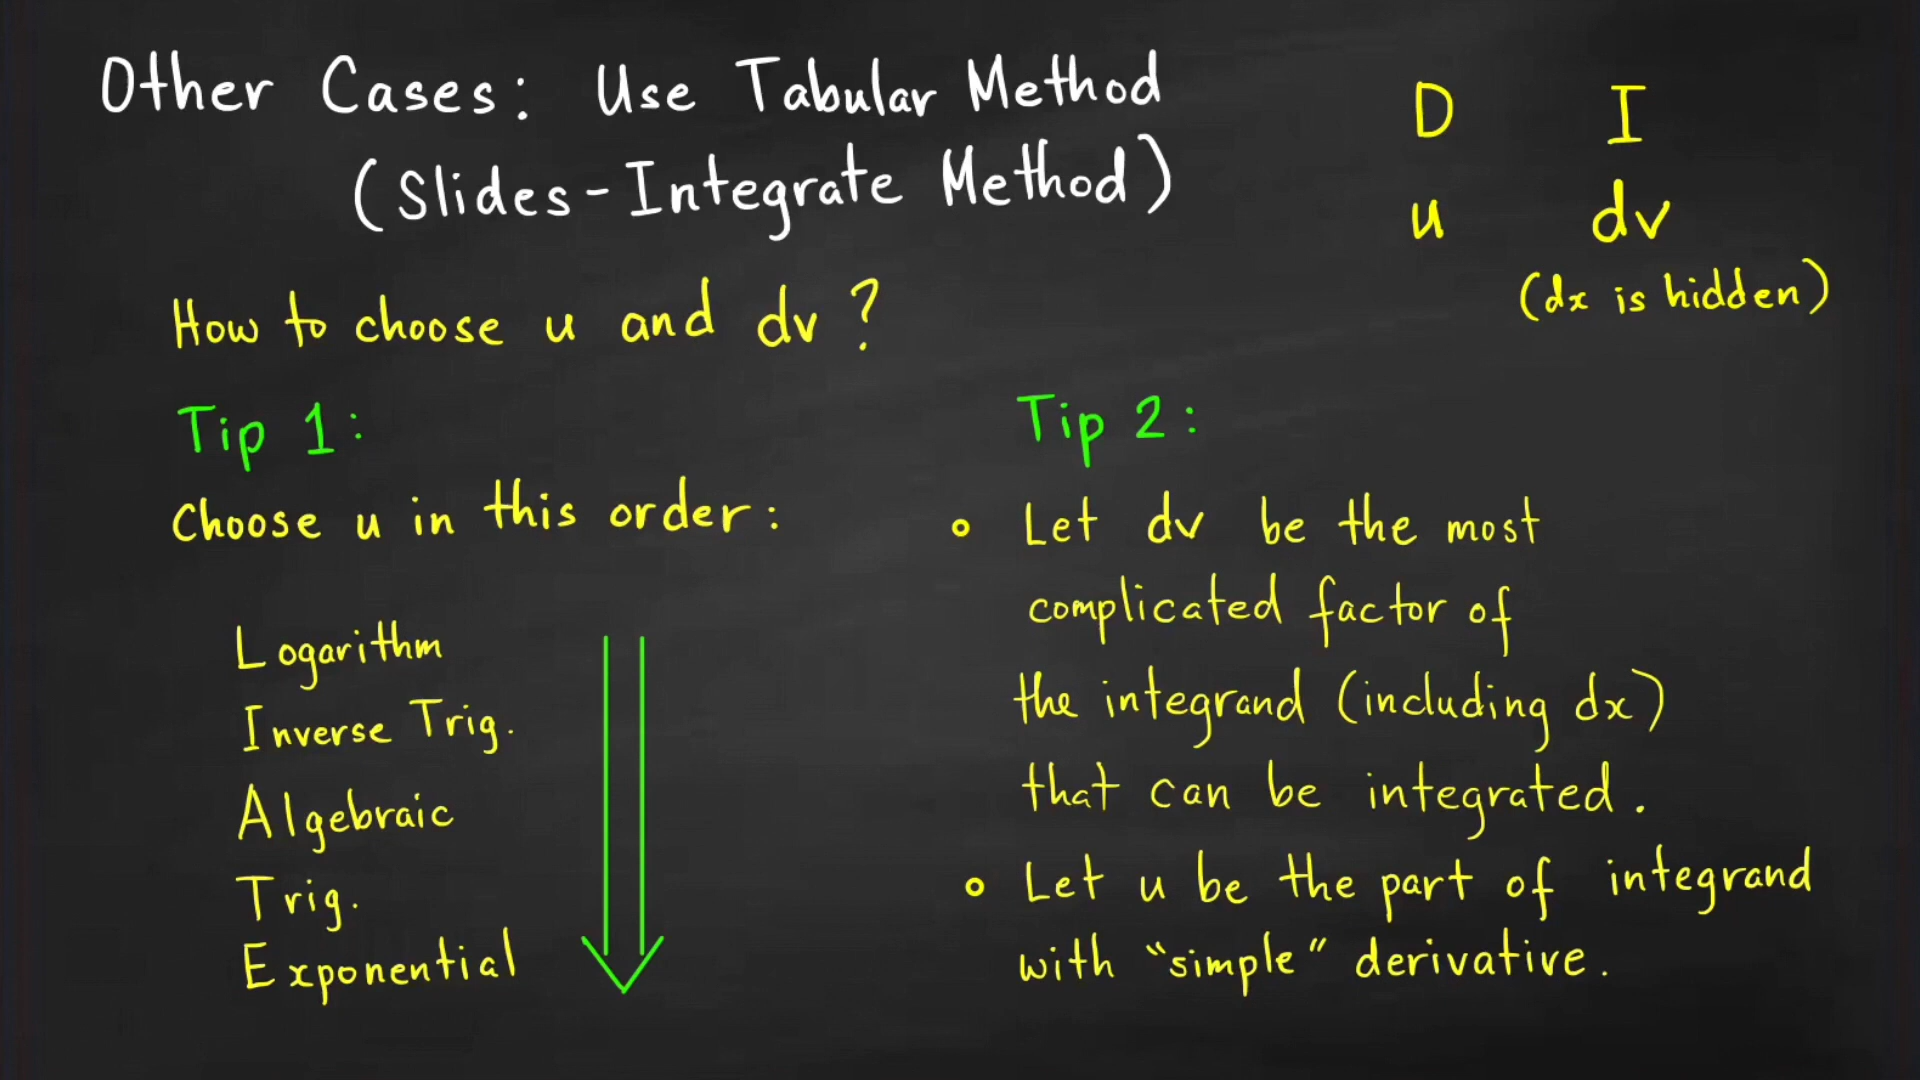 Other Cases: Use Tabular Method
(Slides-Integrate Method)
D I
u dv
(dx is hidden)
How to choose u and dv?
Tip 1:
Choose u in this order:
Logarithm
Inverse Trig.
Algebraic
Trig.
Exponential
Tip 2:
• Let dv be the most
complicated factor of
the integrand (including dx)
that can be integrated.
• Let u be the part of integrand
with "simple" derivative.